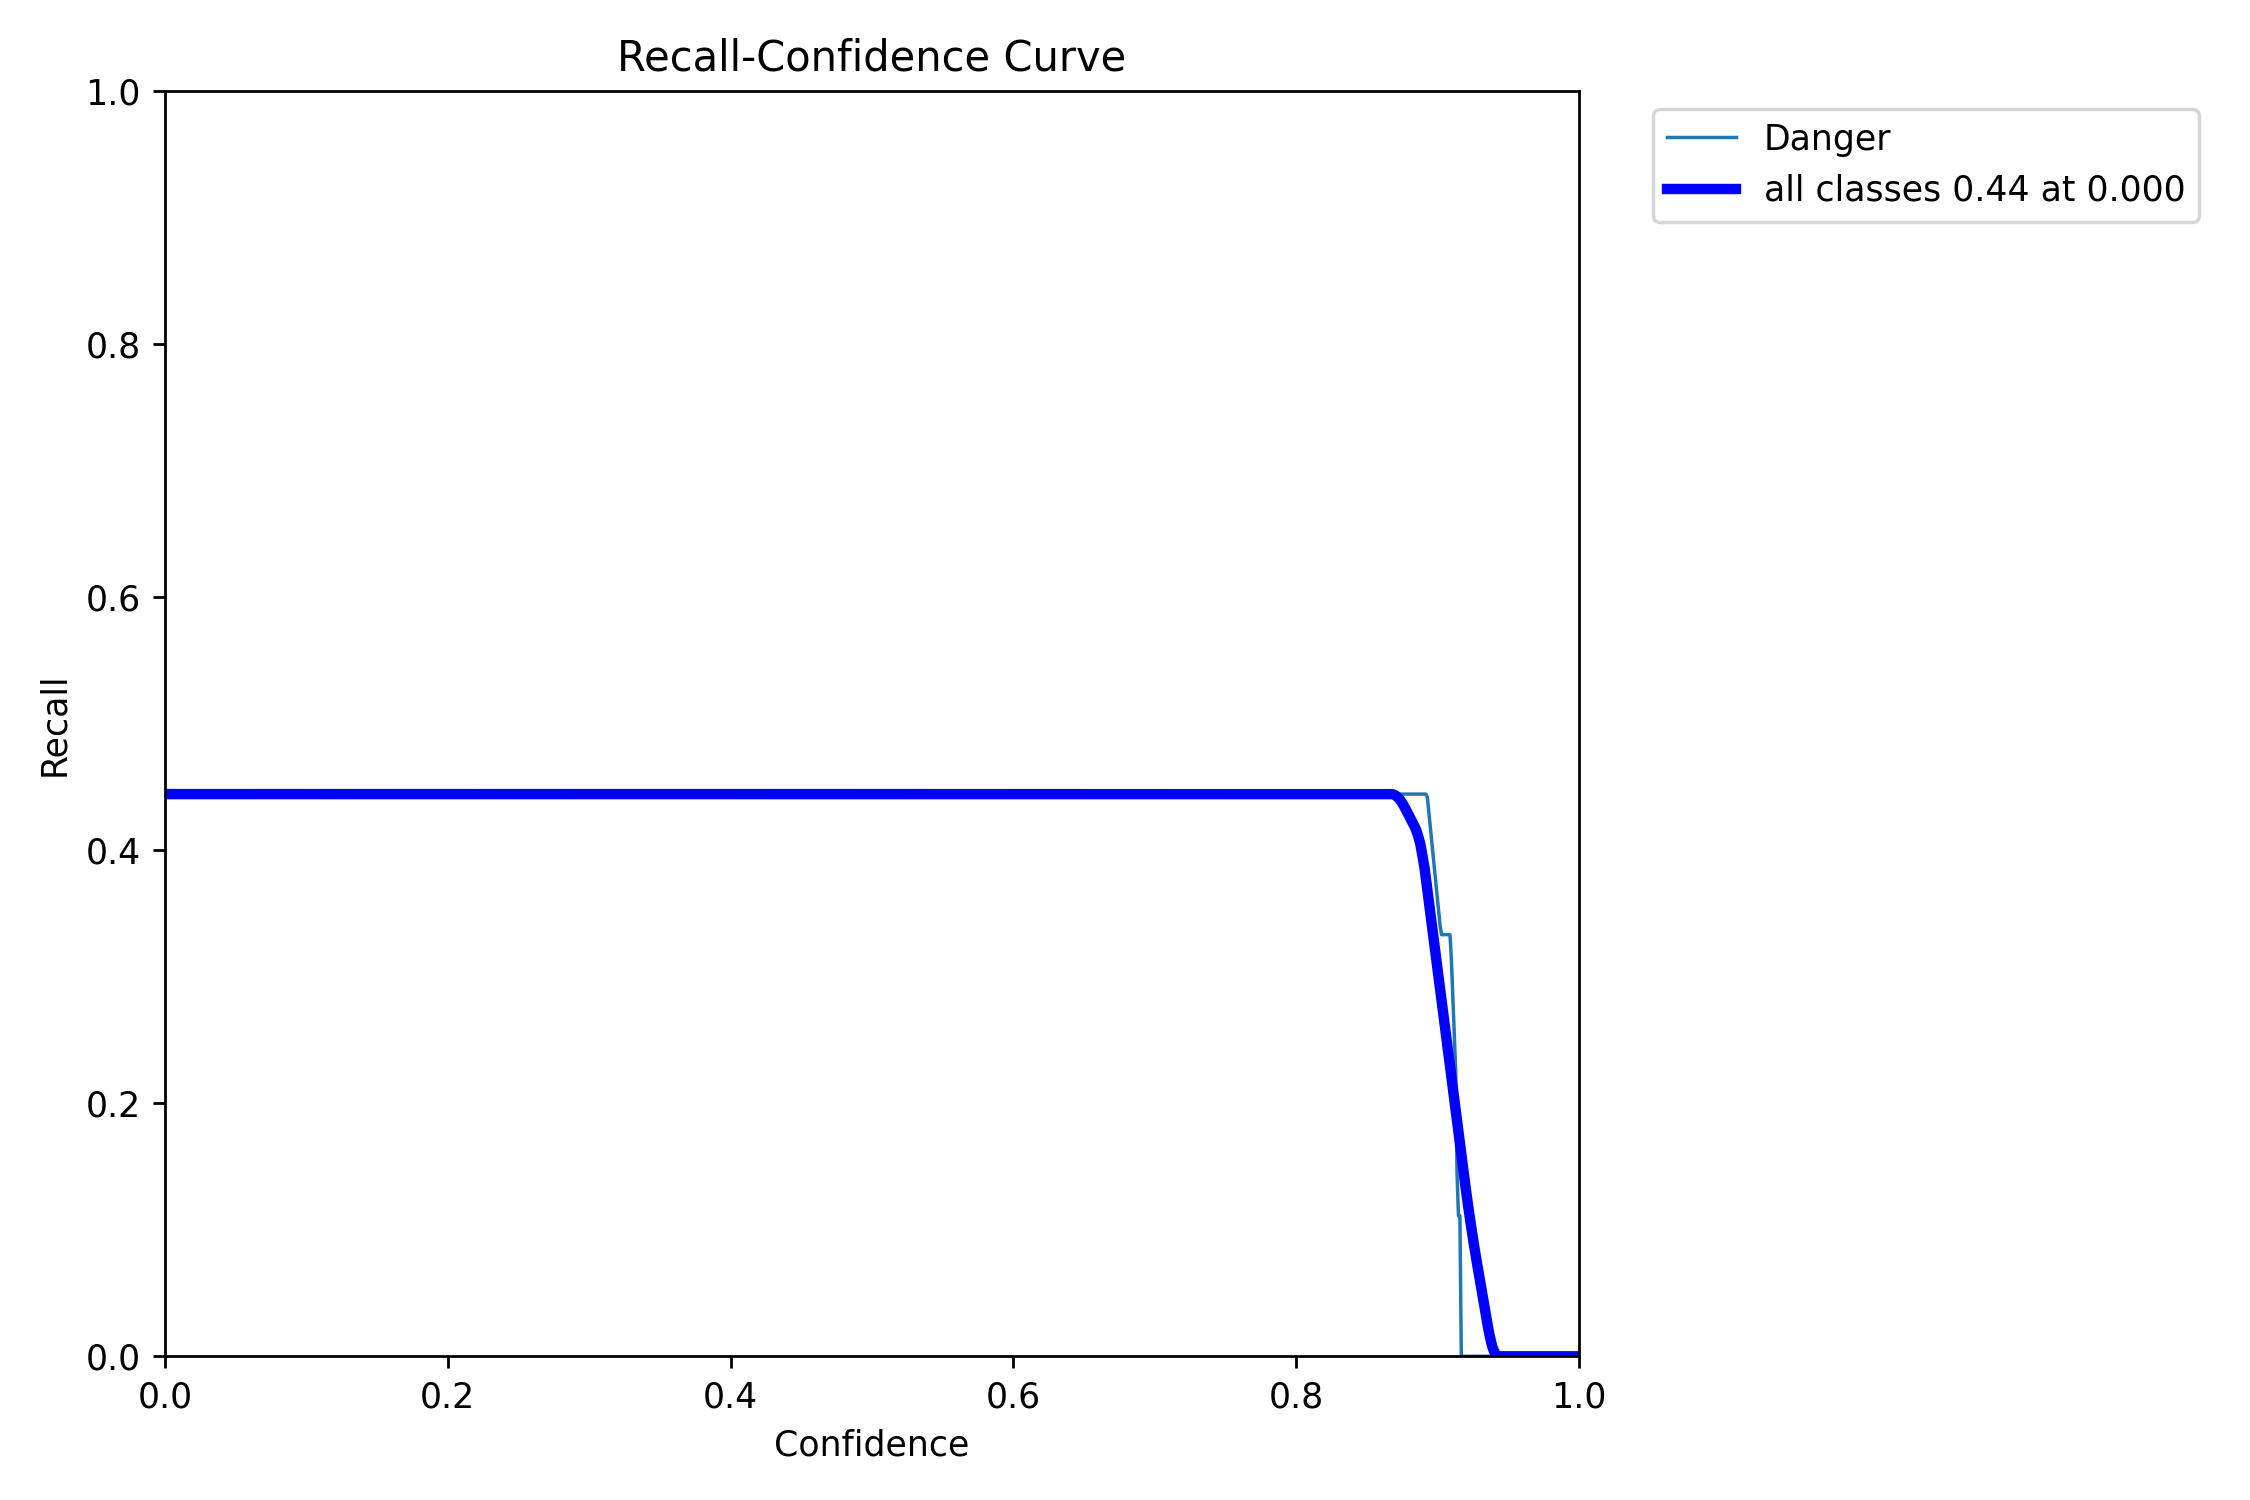 Recall-Confidence Curve
Danger
all classes 0.44 at 0.000
1.0
0.8
0.6
0.4
0.2
0.0
Recall
0.0 0.2 0.4 0.6 0.8 1.0
Confidence